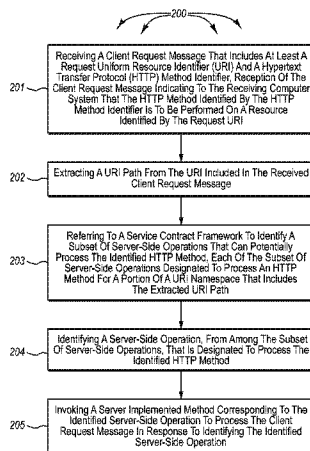 200
Receiving A Client Request Message That Includes At Least A
Request Uniform Resource Identifier (URI) And A Hypertext
Transfer Protocol (HTTP) Method Identifier, Reception Of The
Client Request Message Indicating To The Receiving Computer
System That The HTTP Method Identified By The HTTP
Method Identifier Is To Be Performed On A Resource
Identified By The Request URI
201
Extracting A URI Path From The URI Included In The Received
Client Request Message
202
Referring To A Service Contract Framework To Identify A
Subset Of Server-Side Operations That Can Potentially
Process The Identified HTTP Method, Each Of The Subset Of
Server-Side Operations Designated To Process An HTTP
Method For A Portion Of A URI Namespace That Includes
The Extracted URI Path
203
Identifying A Server-Side Operation, From Among The Subset
Of Server-Side Operations, That Is Designated To Process The
Identified HTTP Method
204
Invoking A Server Implemented Method Corresponding To The
Identified Server-Side Operation To Process The Client
Request Message In Response To Identifying The Identified
Server-Side Operation
205